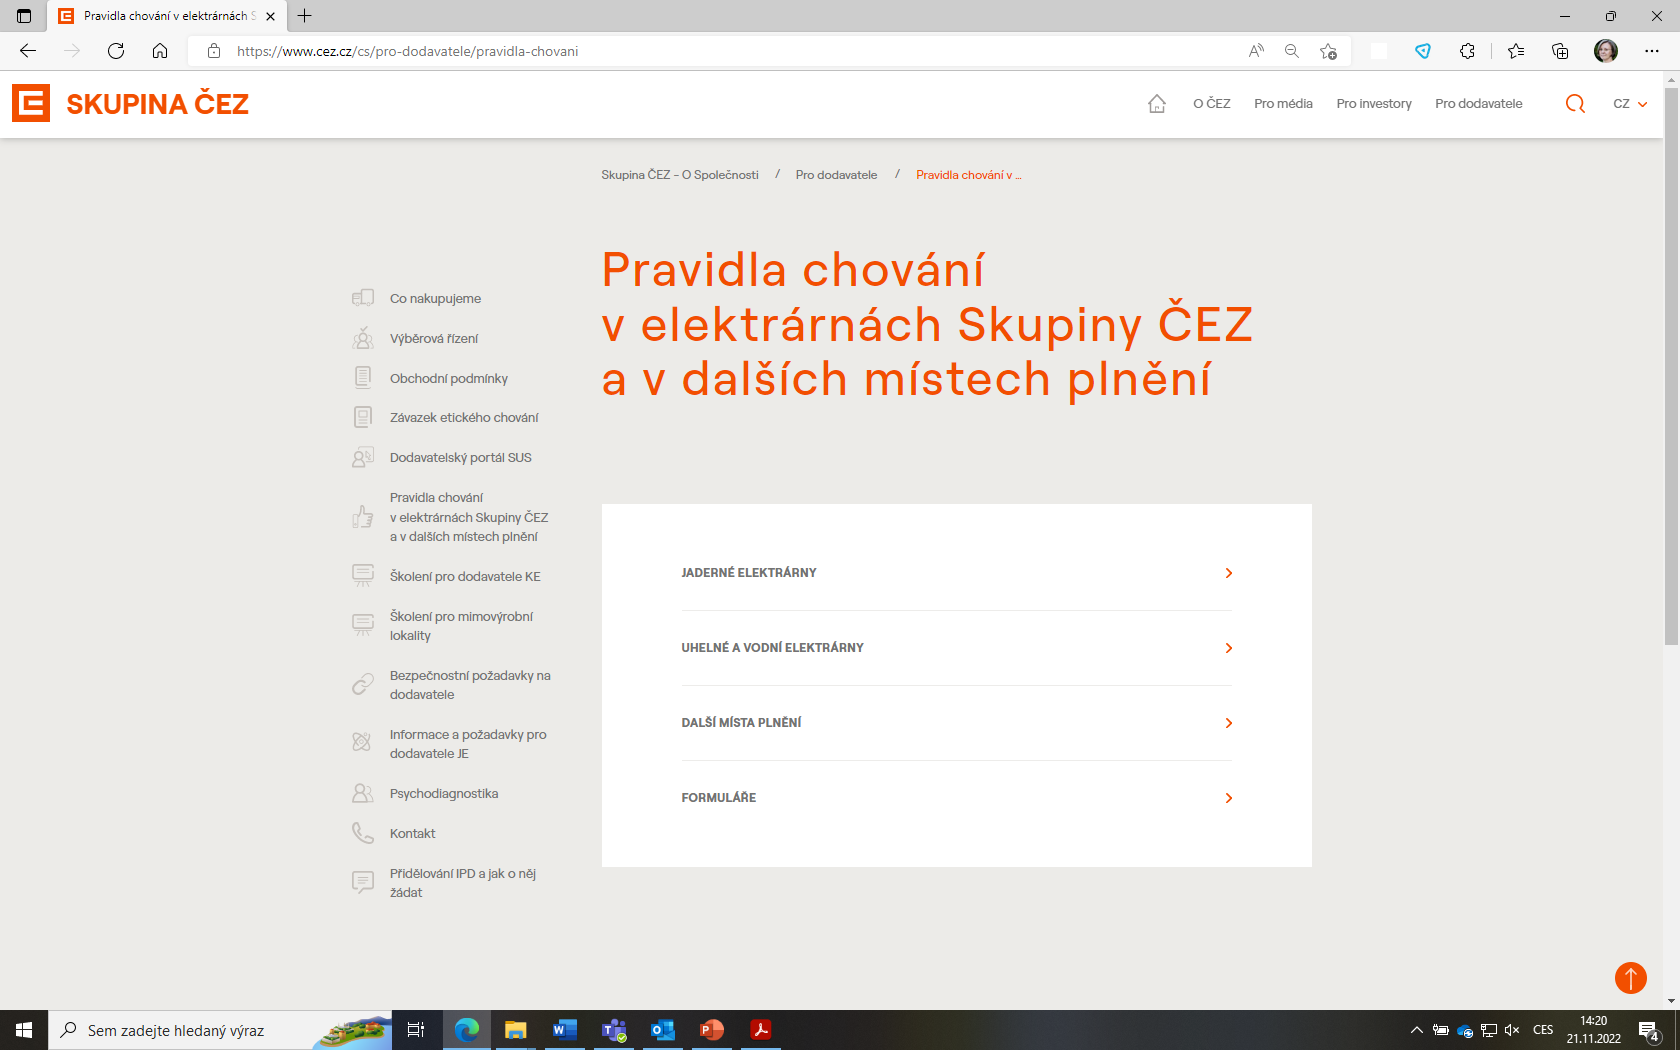 Pravidla chování v elektrárnách S
https://www.cez.cz/cs/pro-dodavatele/pravidla-chovani
SKUPINA ČEZ
O ČEZ
Pro média
Pro investory
Pro dodavatele
CZ
Skupina ČEZ - O Společnosti / Pro dodavatele / Pravidla chování v ...
Pravidla chování
v elektrárnách Skupiny ČEZ
a v dalších místech plnění
Co nakupujeme
Výběrová řízení
Obchodní podmínky
Závazek etického chování
Dodavatelský portál SUS
Pravidla chování
v elektrárnách Skupiny ČEZ
a v dalších místech plnění
Školení pro dodavatele KE
Školení pro mimovýrobní
lokality
Bezpečnostní požadavky na
dodavatele
Informace a požadavky pro
dodavatele JE
Psychodiagnostika
Kontakt
Přidělování IPD a jak o něj
žádat
JADERNÉ ELEKTRÁRNY
UHELNÉ A VODNÍ ELEKTRÁRNY
DALŠÍ MÍSTA PLNĚNÍ
FORMULÁŘE
Sem zadejte hledaný výraz
CES
14:20
21.11.2022
4